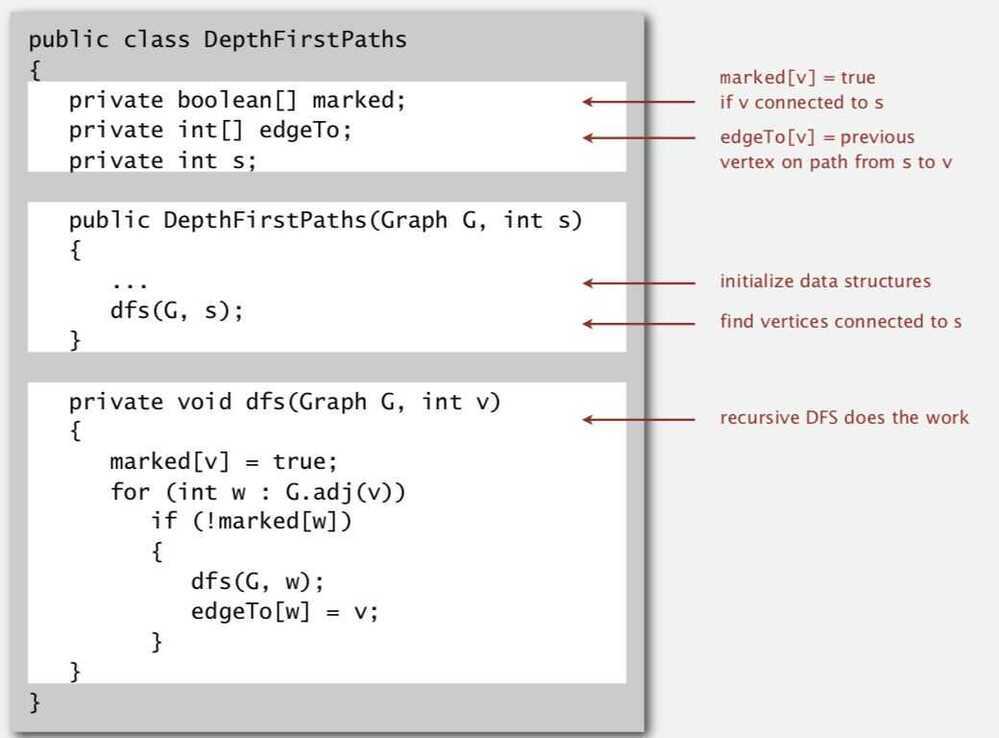 public class DepthFirstPaths
{
private boolean[] marked;
private int[] edgeTo;
private int s;
public DepthFirstPaths(Graph G, int s)
{
...
dfs(G, s);
}
private void dfs(Graph G, int v)
{
marked[v] = true;
for (int w : G.adj(v))
if (!marked[w])
{
dfs(G, w);
edgeTo[w] = v;
}
}
}
marked[v] = true
if v connected to s
edgeTo[v] = previous
vertex on path from s to v
initialize data structures
find vertices connected to s
recursive DFS does the work